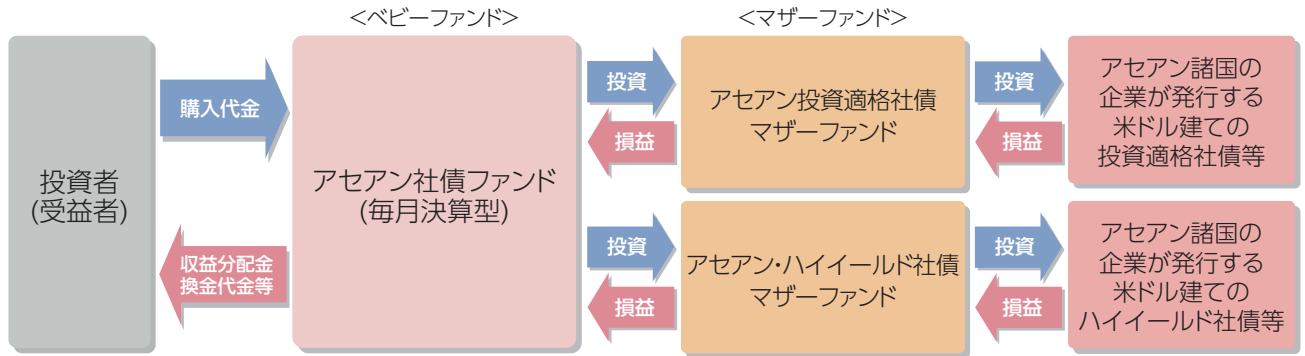 <ベビーファンド>
<マザーファンド>
投資者
(受益者)
購入代金
収益分配金
換金代金等
アセアン社債ファンド
(毎月決算型)
投資
損益
アセアン投資適格社債
マザーファンド
投資
損益
アセアン諸国の
企業が発行する
米ドル建ての
投資適格社債等
投資
損益
アセアン・ハイイールド社債
マザーファンド
投資
損益
アセアン諸国の
企業が発行する
米ドル建ての
ハイイールド社債等